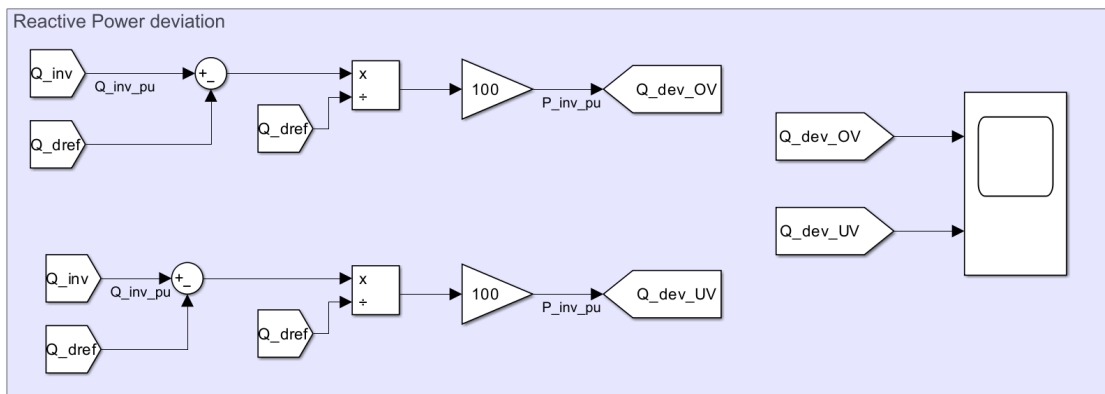 Reactive Power deviation
Q_inv
Q_inv_pu
+
_
Q_dref
Q_dref
x
÷
100
P_inv_pu
Q_dev_OV
Q_dev_OV
Q_dev_UV
Q_inv
Q_inv_pu
+
_
Q_dref
Q_dref
x
÷
100
P_inv_pu
Q_dev_UV